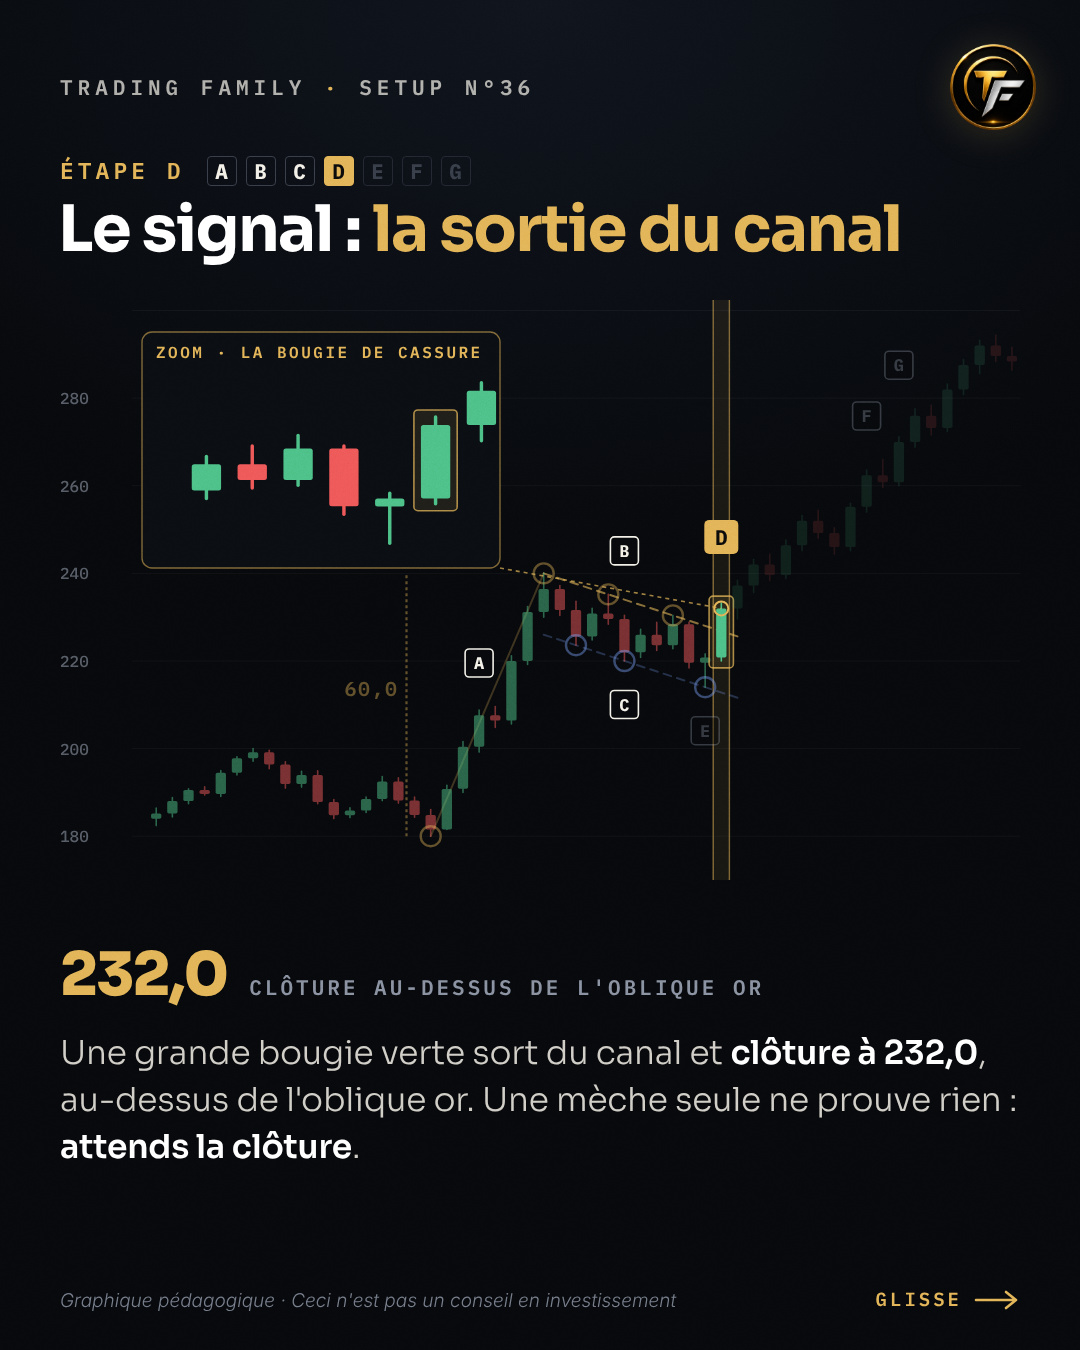 TRADING FAMILY · SETUP N°36
TF
ÉTAPE D A B C D E F G
Le signal : la sortie du canal
ZOOM · LA BOUGIE DE CASSURE
280
260
240
220
200
180
60,0
A
B
C
D
E
F
G
232,0 CLÔTURE AU-DESSUS DE L'OBLIQUE OR
Une grande bougie verte sort du canal et clôture à 232,0,
au-dessus de l'oblique or. Une mèche seule ne prouve rien :
attends la clôture.
Graphique pédagogique · Ceci n'est pas un conseil en investissement
GLISSE →